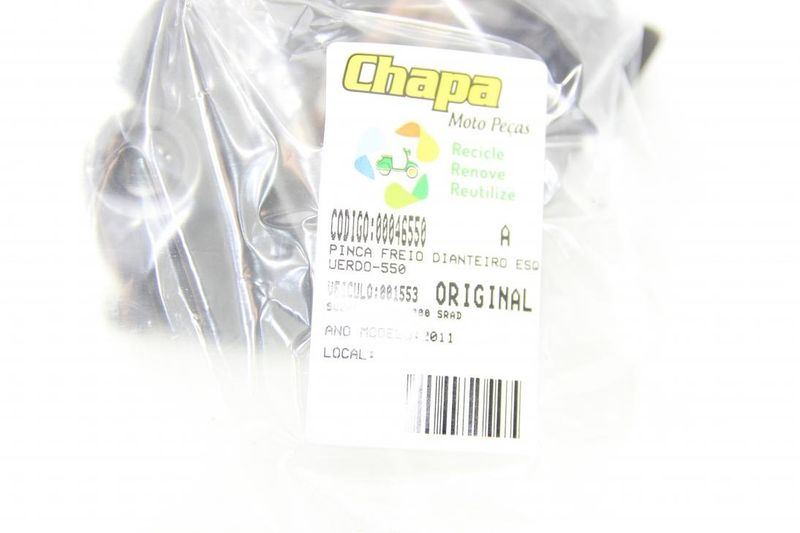 Chapa
Moto Peças
Recicle
Renove
Reutilize
CODIGO:00046550 A
PINCA FREIO DIANTEIRO ESQ
UERDO-550
VEICULO:001553 ORIGINAL
SRAD
ANO MODELO:2011
LOCAL: